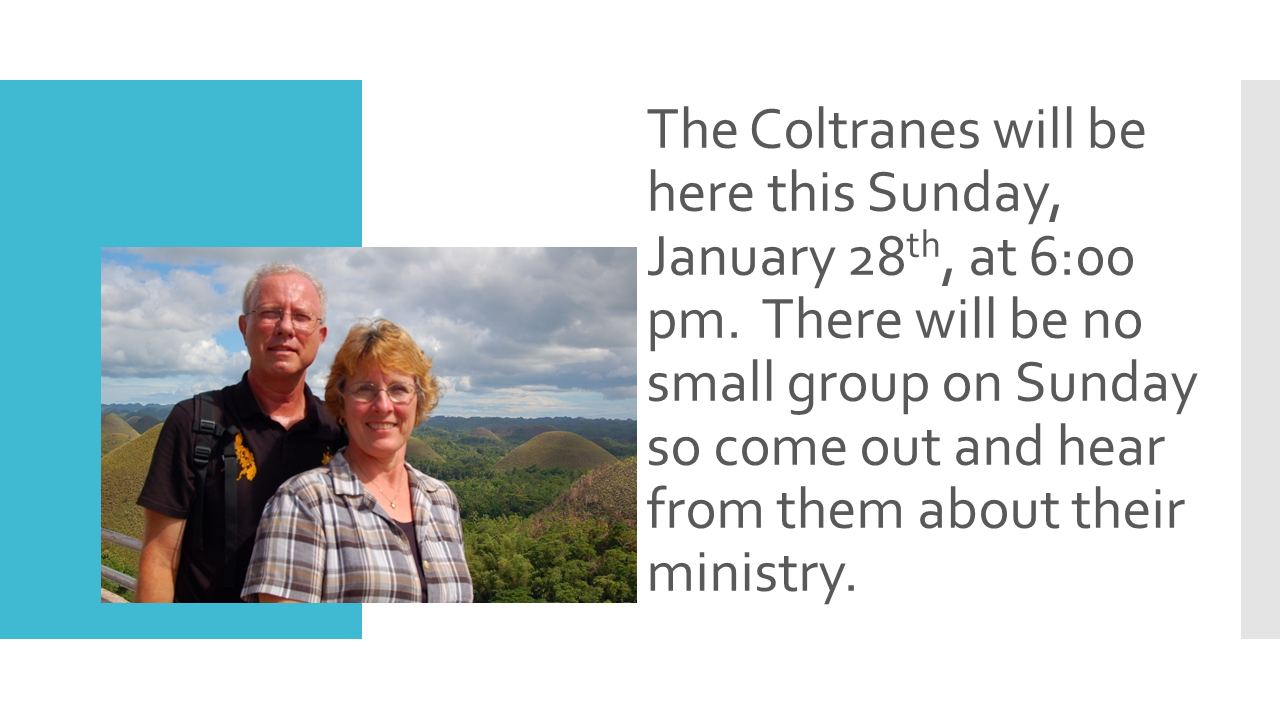 The Coltranes will be
here this Sunday,
January 28th, at 6:00
pm.  There will be no
small group on Sunday
so come out and hear
from them about their
ministry.